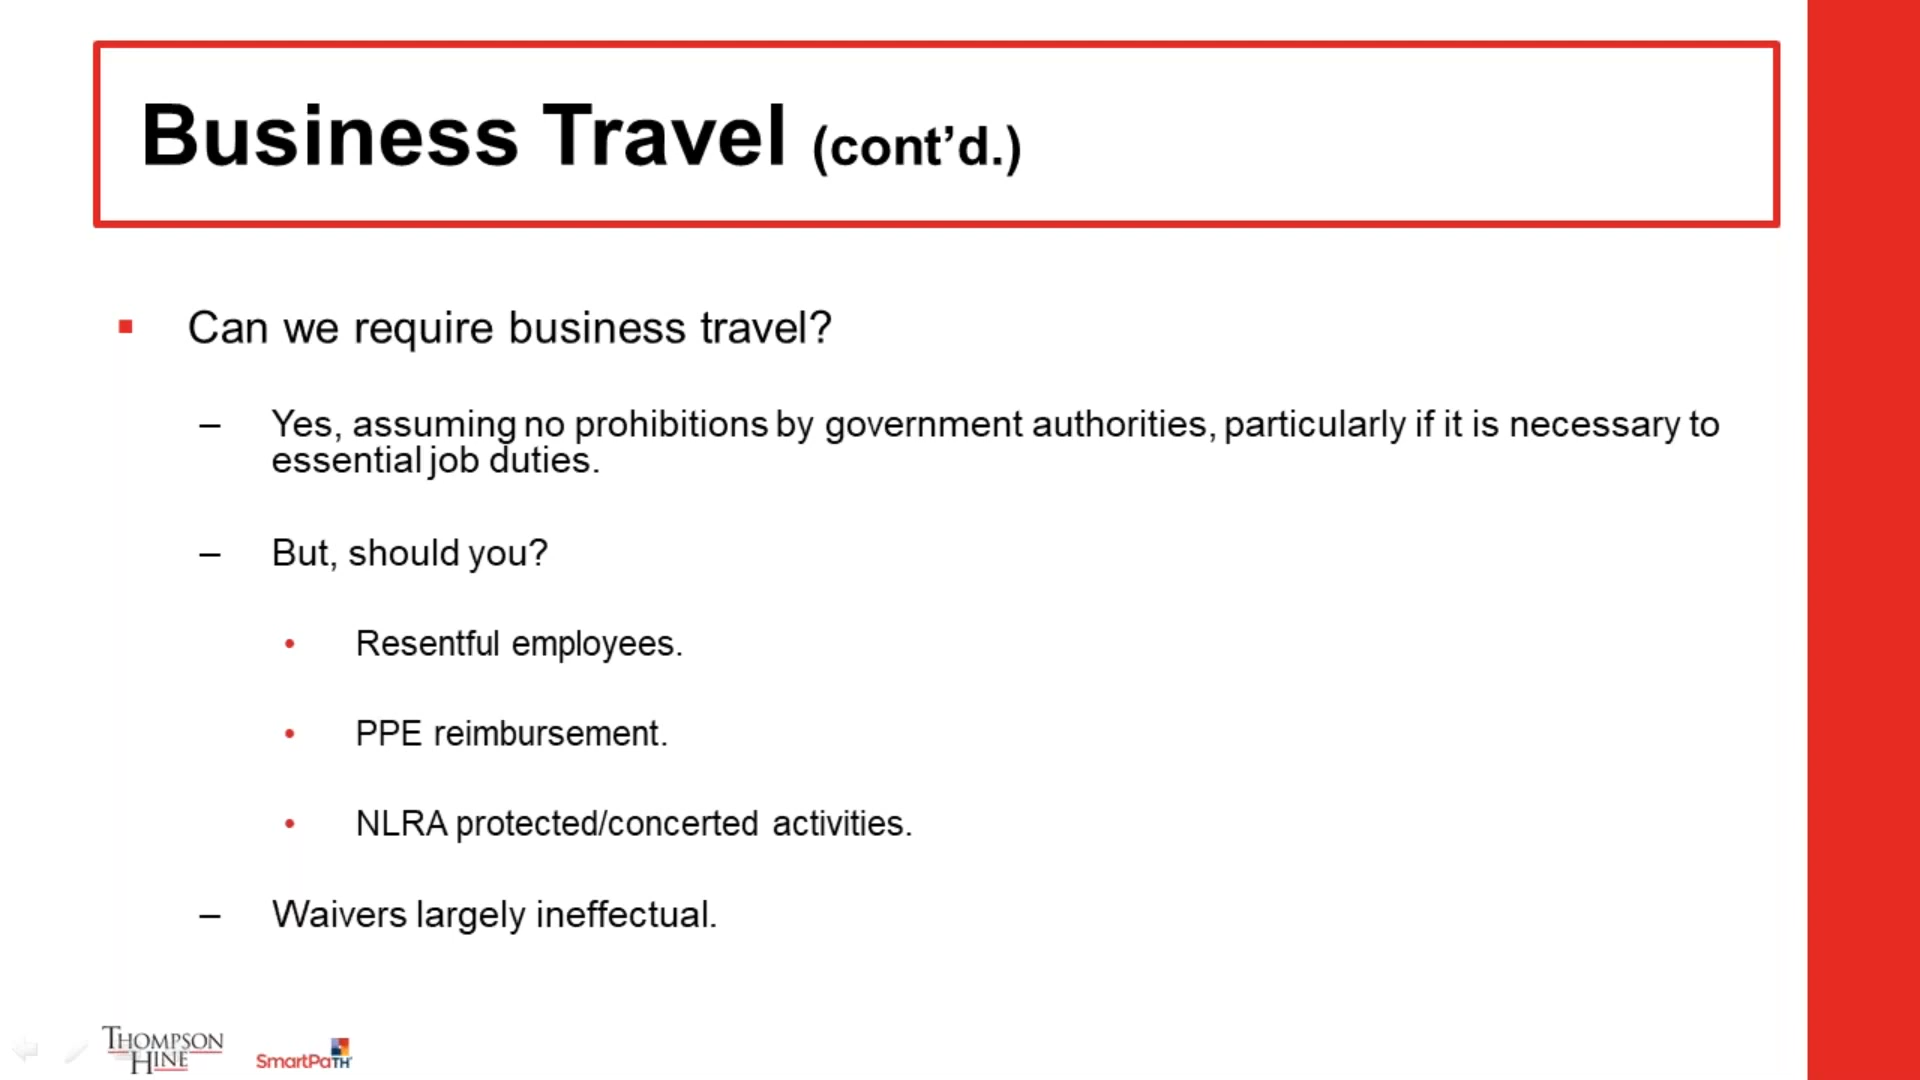 Business Travel (cont’d.)
▪ Can we require business travel?
– Yes, assuming no prohibitions by government authorities, particularly if it is necessary to
essential job duties.
– But, should you?
• Resentful employees.
• PPE reimbursement.
• NLRA protected/concerted activities.
– Waivers largely ineffectual.
THOMPSON
HINE
SmartPaTH